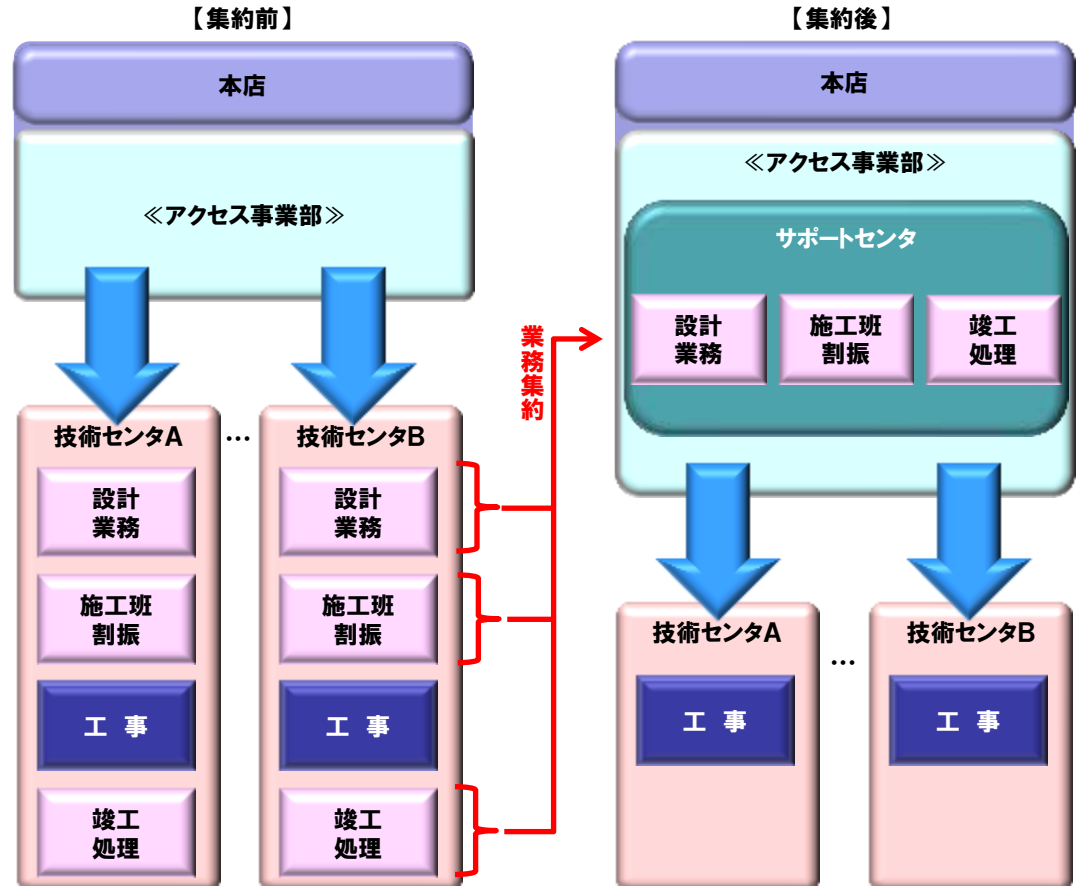 【集約前】
本店
≪アクセス事業部≫
技術センタA
…
技術センタB
設計
業務
設計
業務
施工班
割振
施工班
割振
工 事
工 事
竣工
処理
竣工
処理
業務集約
【集約後】
本店
≪アクセス事業部≫
サポートセンタ
設計
業務
施工班
割振
竣工
処理
技術センタA
…
技術センタB
工 事
工 事